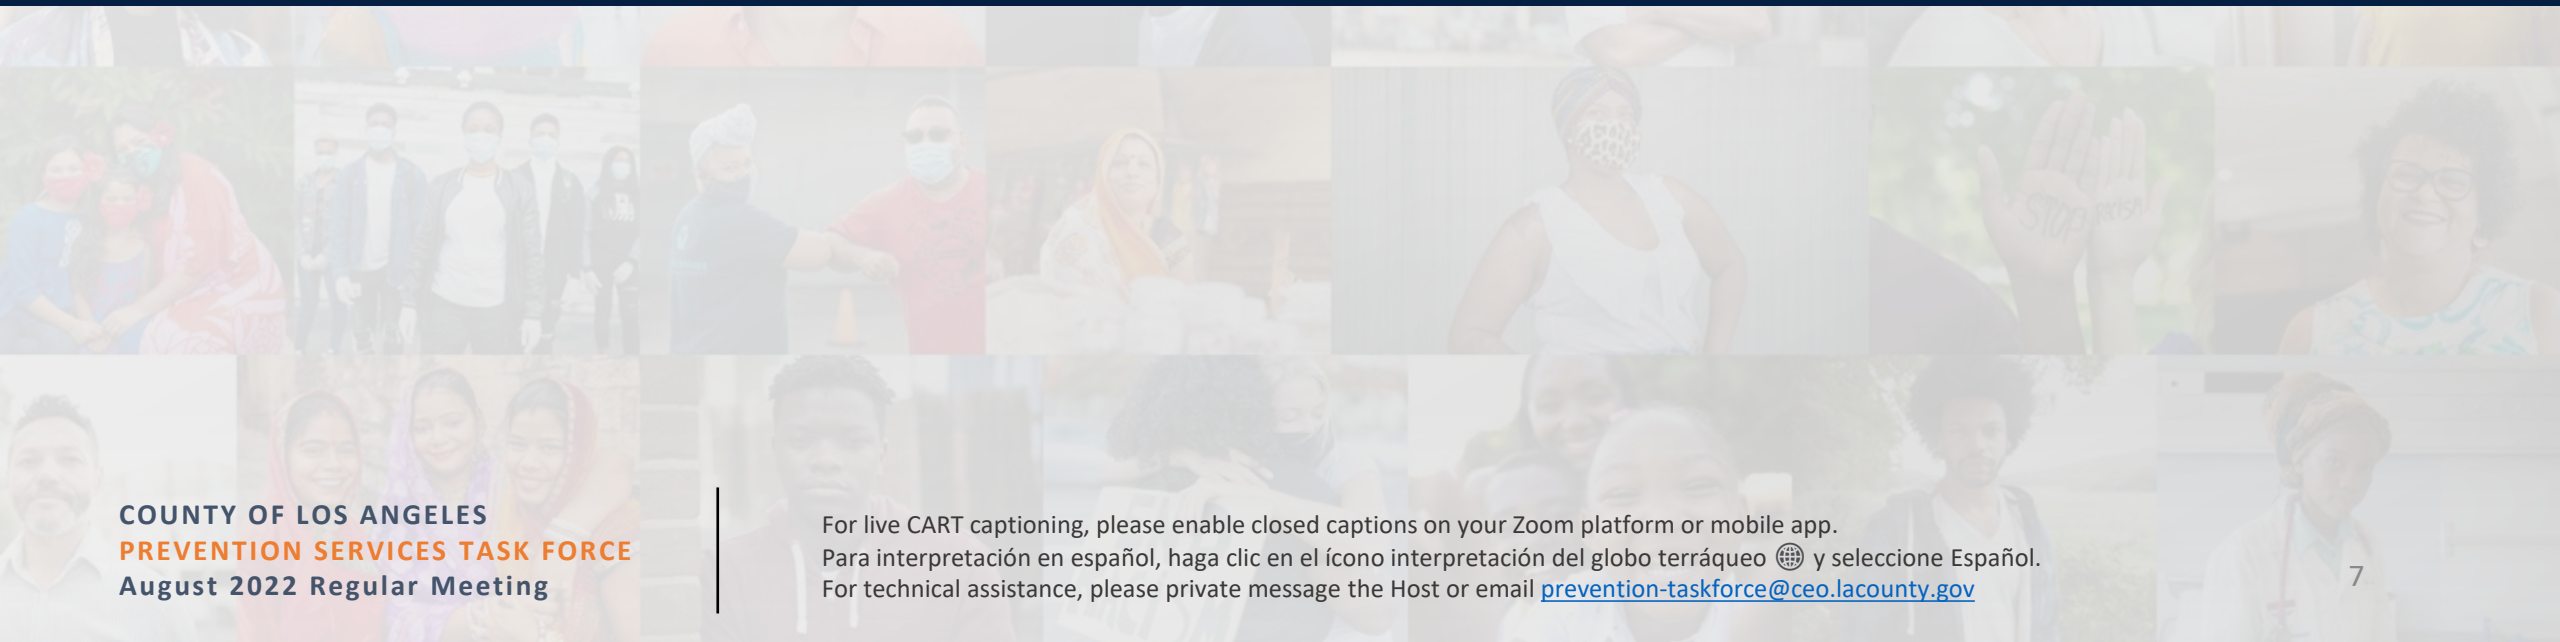 STOP RACISM
COUNTY OF LOS ANGELES
PREVENTION SERVICES TASK FORCE
August 2022 Regular Meeting
For live CART captioning, please enable closed captions on your Zoom platform or mobile app.
Para interpretación en español, haga clic en el ícono interpretación del globo terráqueo y seleccione Español.
For technical assistance, please private message the Host or email prevention-taskforce@ceo.lacounty.gov
7